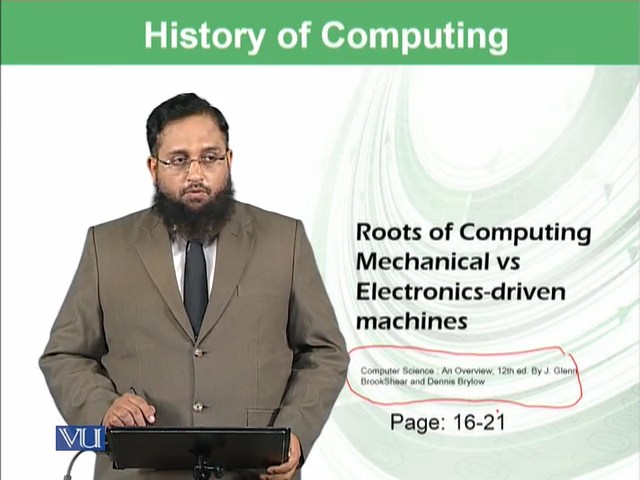 History of Computing
Roots of Computing
Mechanical vs
Electronics-driven
machines
Computer Science : An Overview, 12th ed. By J. Glenn
BrookShear and Dennis Brylow
Page: 16-21
VU